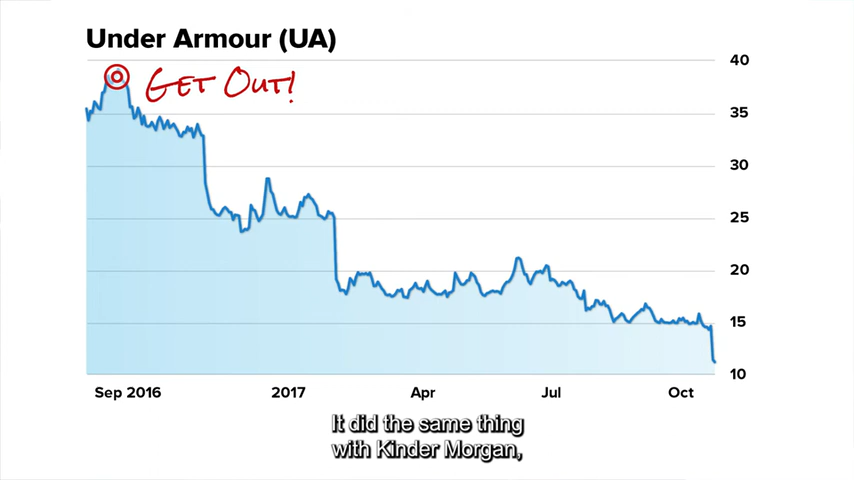 Under Armour (UA)
GET OUT!
40
35
30
25
20
15
10
Sep 2016 2017 Apr Jul Oct
It did the same thing
with Kinder Morgan,